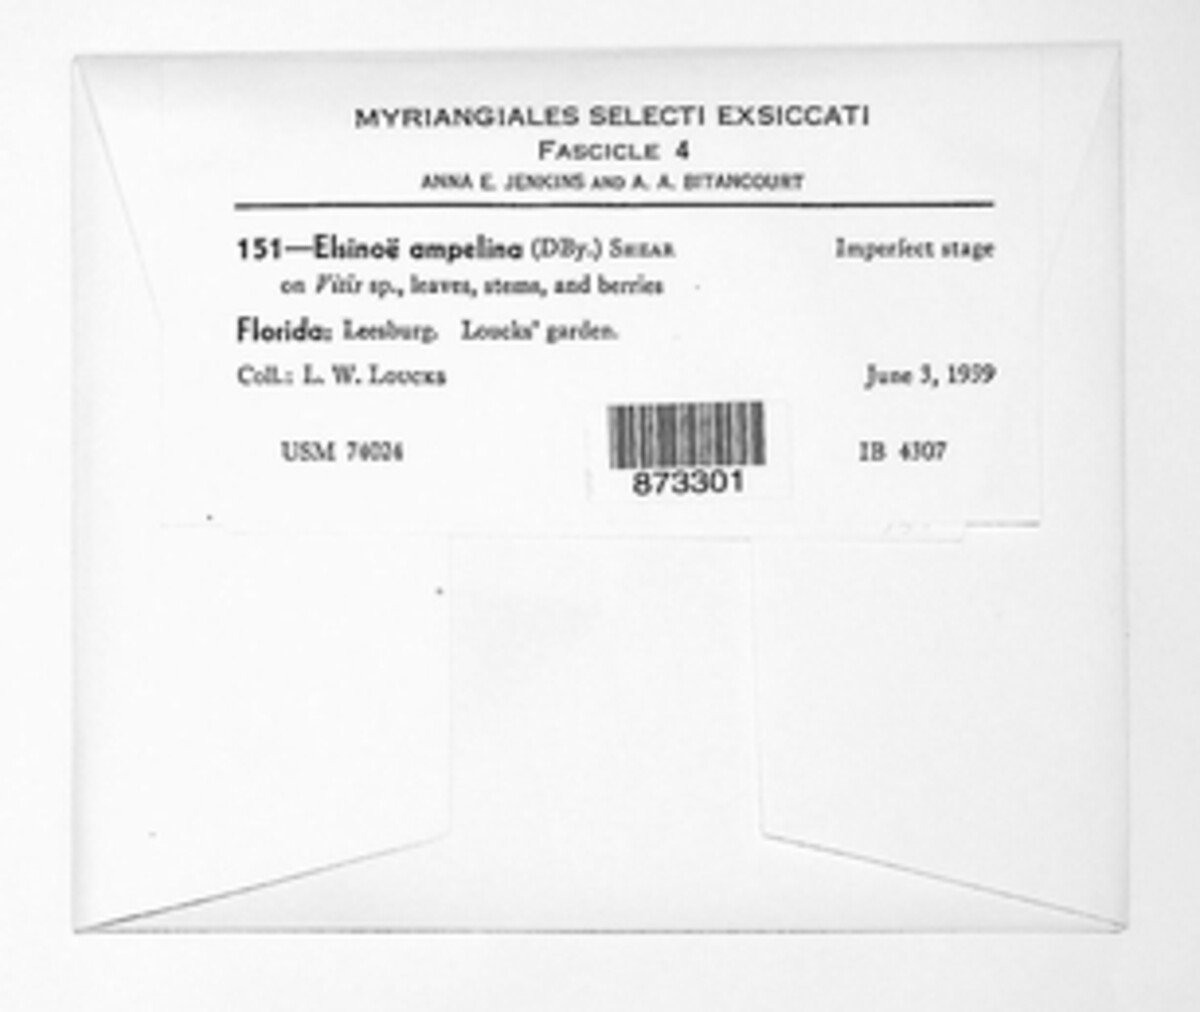 MYRIANGIALES SELECTI EXSICCATI
FASCICLE 4
ANNA E. JENKINS AND A. A. BITANCOURT
151—Elsinoë ampelina (DBy.) SHEAR Imperfect stage
on Vitis sp., leaves, stems, and berries
Florida: Leesburg. Loucks' garden.
Coll.: L. W. LOUCKS June 3, 1939
USM 74024 IB 4307
873301